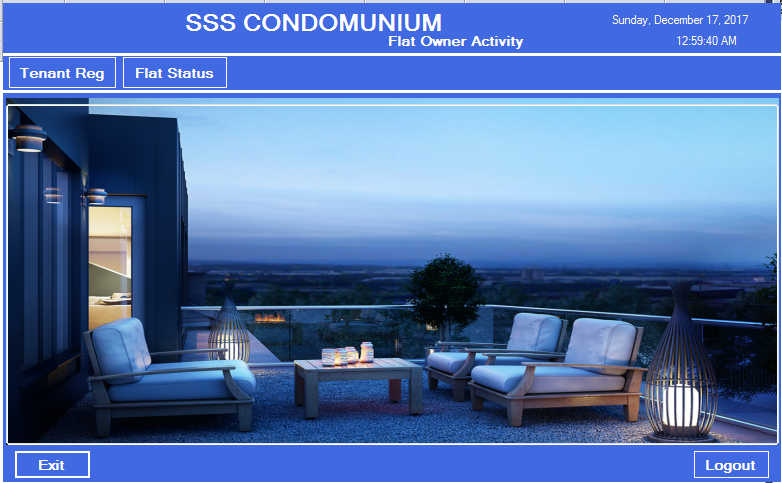 SSS CONDOMUNIUM
Flat Owner Activity
Sunday, December 17, 2017
12:59:40 AM
Tenant Reg
Flat Status
Exit
Logout